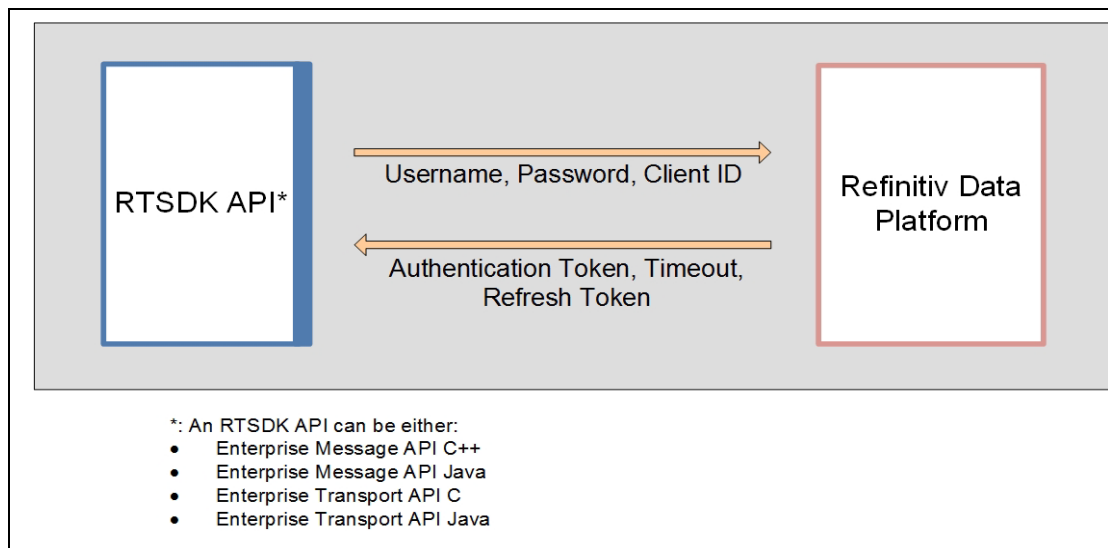 RTSDK API*
Username, Password, Client ID
Authentication Token, Timeout,
Refresh Token
Refinitiv Data
Platform
*: An RTSDK API can be either:
● Enterprise Message API C++
● Enterprise Message API Java
● Enterprise Transport API C
● Enterprise Transport API Java